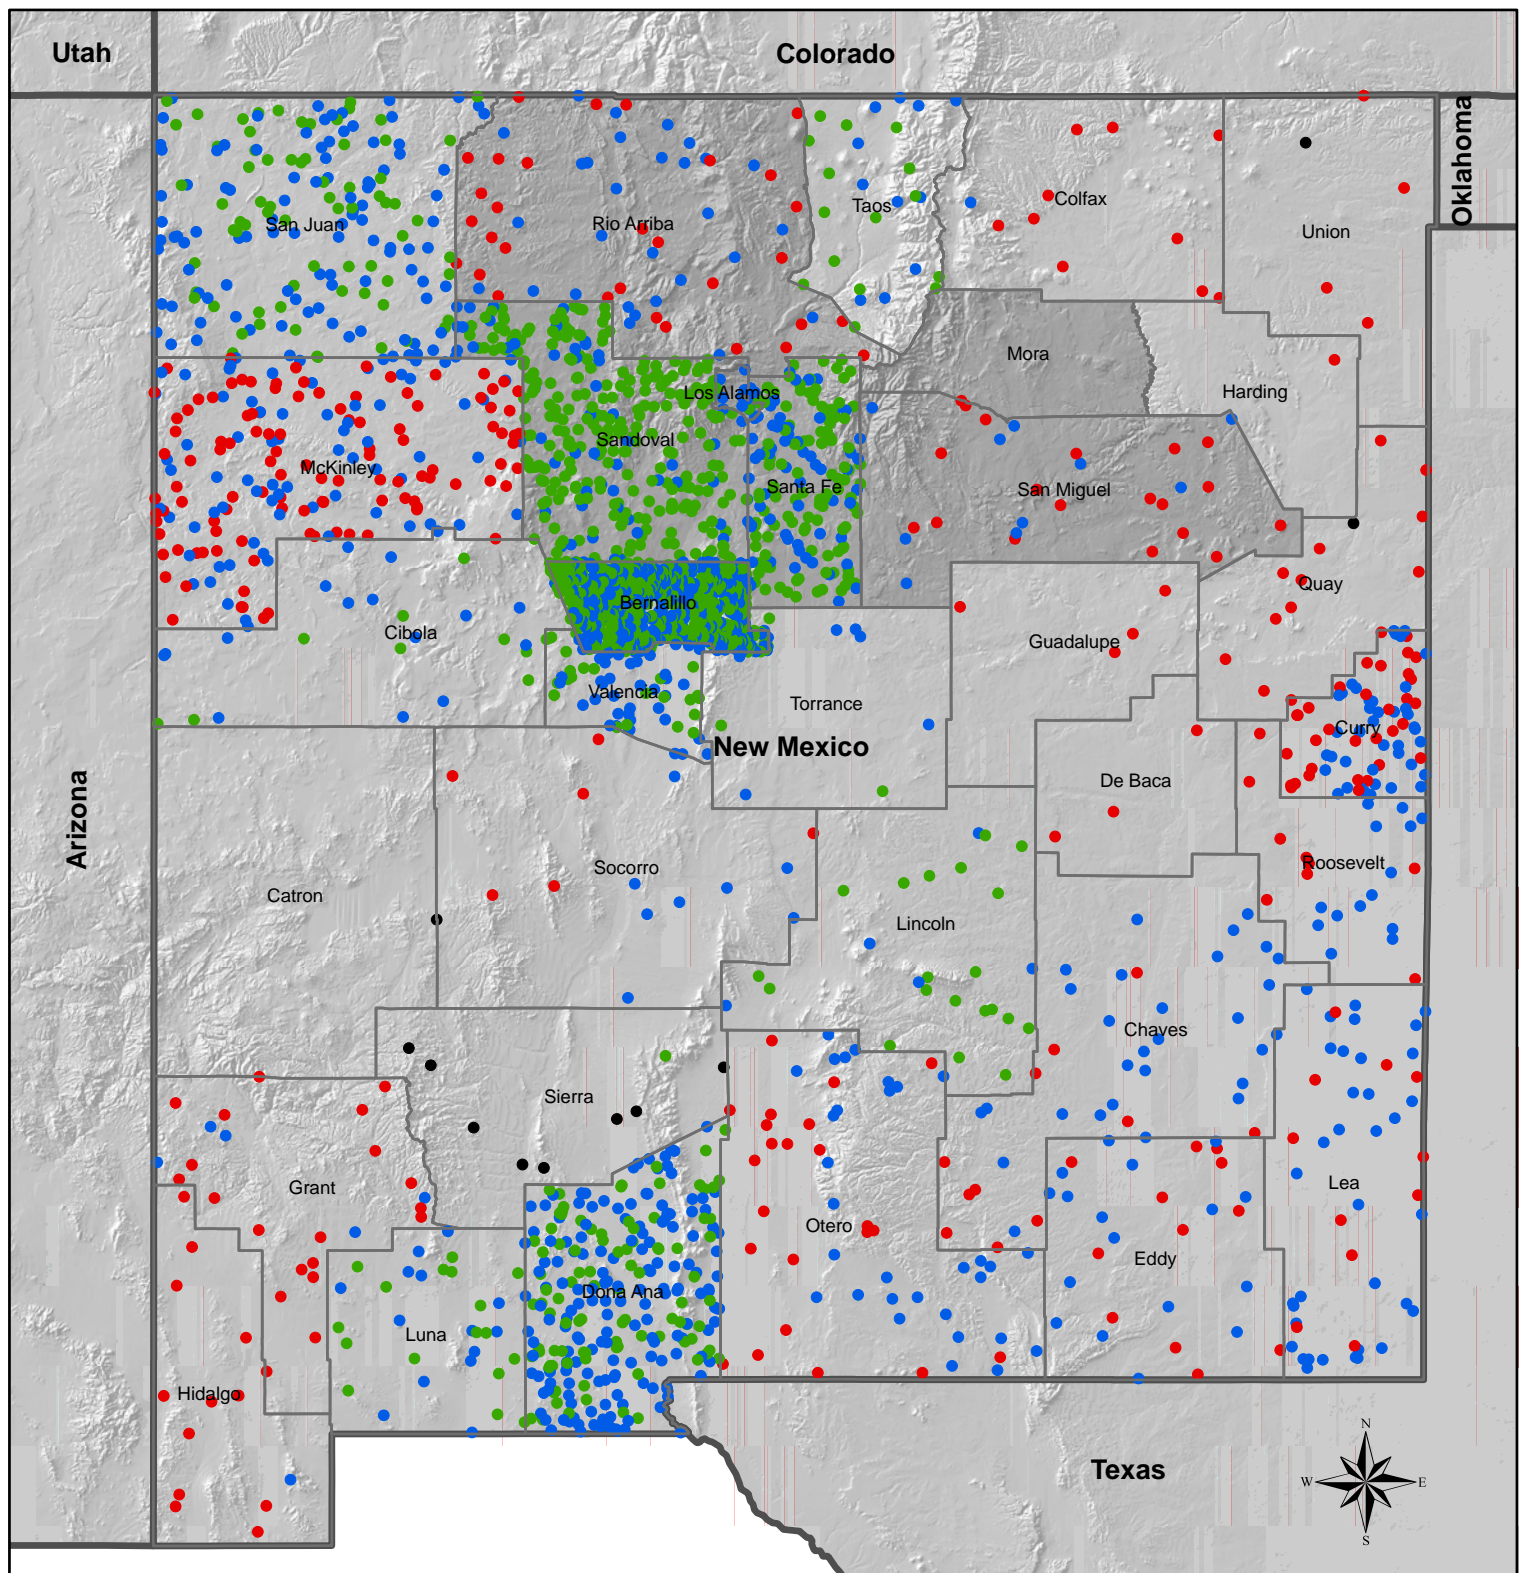 Utah
Colorado
Oklahoma
San Juan
Rio Arriba
Taos
Colfax
Union
Mora
Los Alamos
Harding
McKinley
Sandoval
Santa Fe
San Miguel
Bernalillo
Quay
Cibola
Guadalupe
Valencia
Torrance
Curry
New Mexico
De Baca
Arizona
Socorro
Roosevelt
Catron
Lincoln
Chaves
Sierra
Grant
Lea
Otero
Eddy
Dona Ana
Luna
Hidalgo
Texas
N
W
E
S